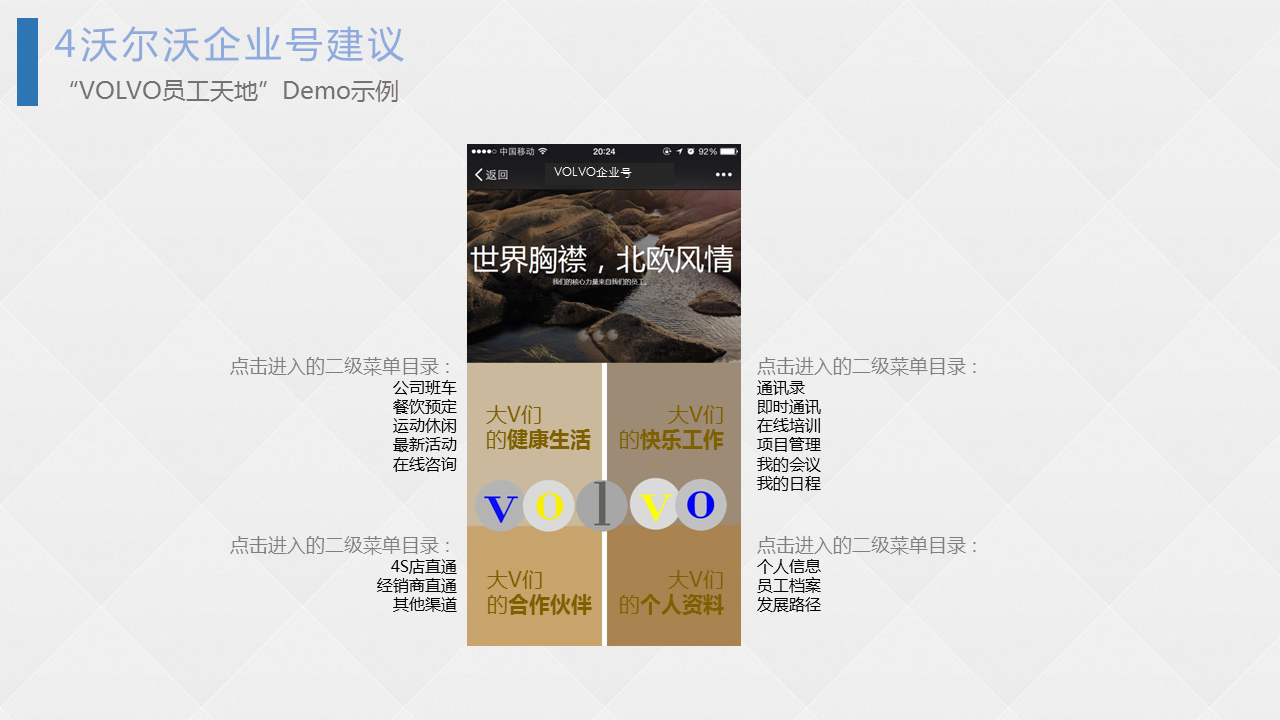 4沃尔沃企业号建议
“VOLVO员工天地”Demo示例
中国移动 20:24 92%
返回 VOLVO企业号
世界胸襟，北欧风情
我们的核心力量来自我们的员工。
点击进入的二级菜单目录：
公司班车
餐饮预定
运动休闲
最新活动
在线咨询
大V们
的健康生活
大V们
的快乐工作
点击进入的二级菜单目录：
通讯录
即时通讯
在线培训
项目管理
我的会议
我的日程
v o l v o
点击进入的二级菜单目录：
4S店直通
经销商直通
其他渠道
大V们
的合作伙伴
大V们
的个人资料
点击进入的二级菜单目录：
个人信息
员工档案
发展路径